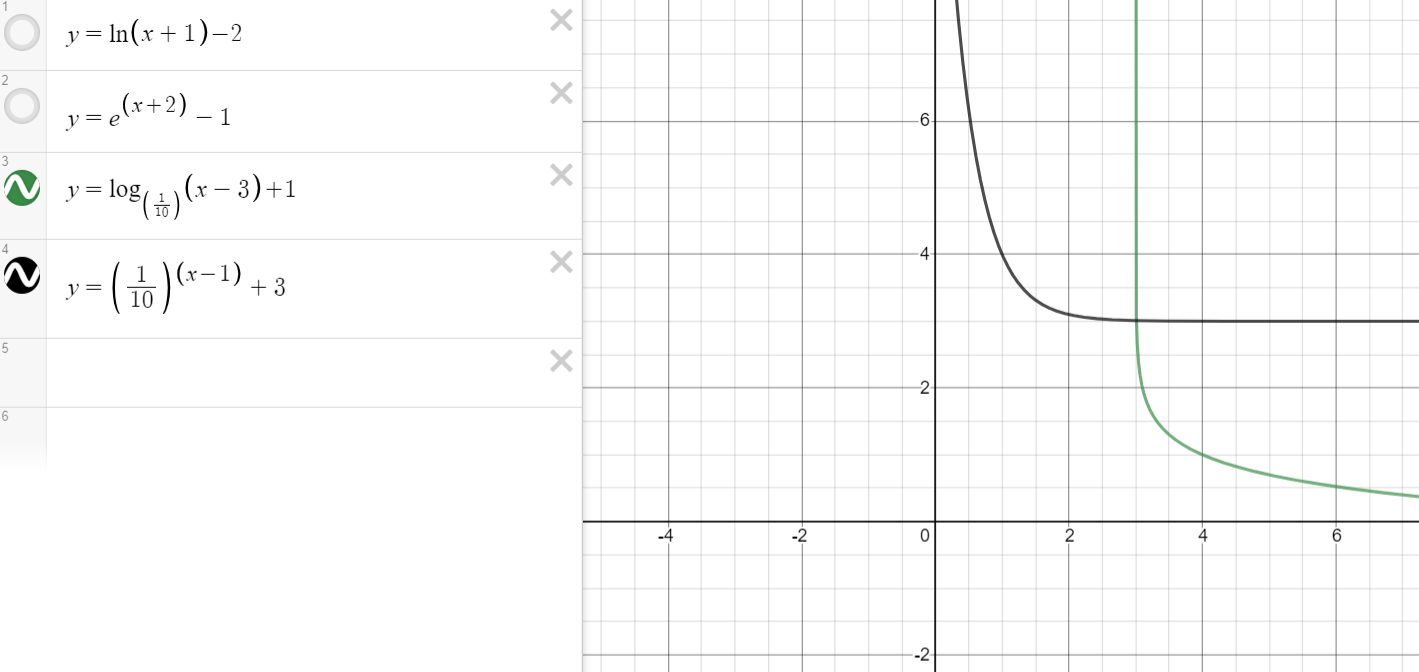 1
y = ln(x + 1)−2
2
y = e^(x+2) − 1
3
y = log_(1/10)(x − 3)+1
4
y = (1/10)^(x−1) + 3
5
6
6
4
2
-4 -2 0 2 4 6
-2